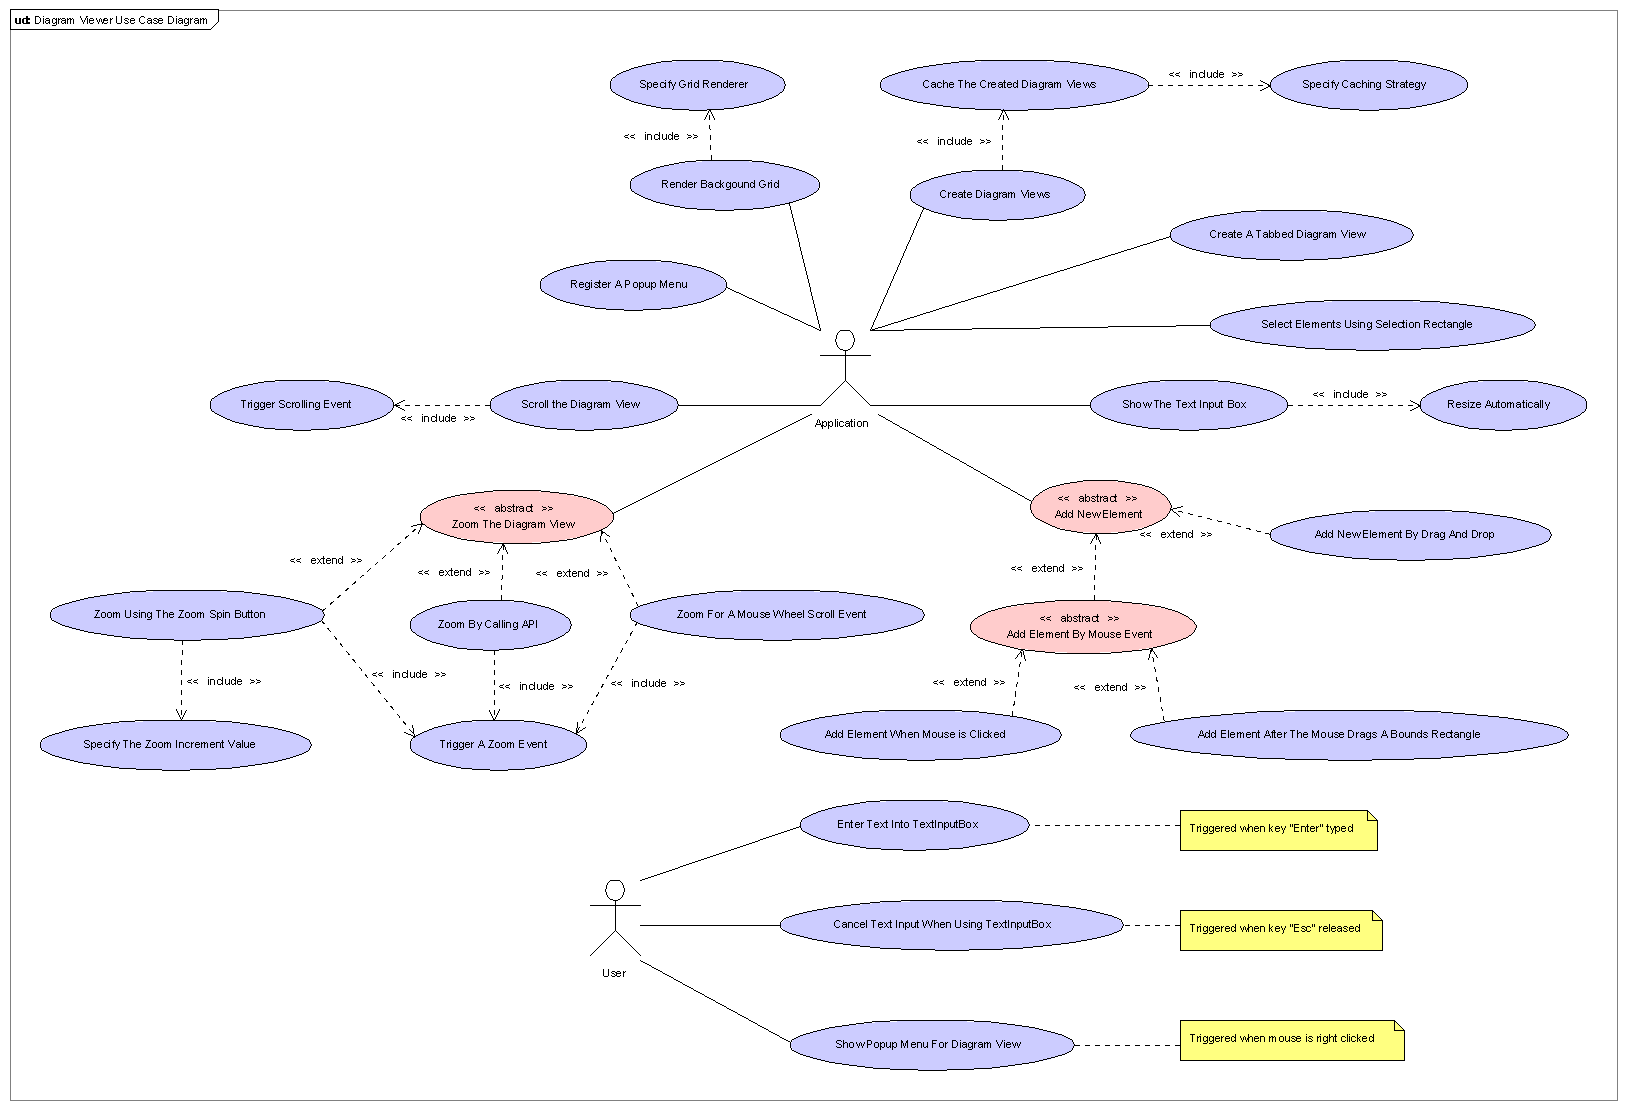 ud: Diagram Viewer Use Case Diagram
Specify Grid Renderer
Cache The Created Diagram Views
<< include >>
Specify Caching Strategy
<< include >>
<< include >>
Render Backgound Grid
Create Diagram Views
Create A Tabbed Diagram View
Register A Popup Menu
Select Elements Using Selection Rectangle
Trigger Scrolling Event
<< include >>
Scroll the Diagram View
Application
Show The Text Input Box
<< include >>
Resize Automatically
<< abstract >>
Zoom The Diagram View
<< abstract >>
Add New Element
<< extend >>
Add New Element By Drag And Drop
<< extend >>
<< extend >>
<< extend >>
<< extend >>
Zoom Using The Zoom Spin Button
Zoom By Calling API
Zoom For A Mouse Wheel Scroll Event
<< abstract >>
Add Element By Mouse Event
<< include >>
<< include >>
<< include >>
<< include >>
<< extend >>
<< extend >>
Specify The Zoom Increment Value
Trigger A Zoom Event
Add Element When Mouse is Clicked
Add Element After The Mouse Drags A Bounds Rectangle
Enter Text Into TextInputBox
Triggered when key "Enter" typed
Cancel Text Input When Using TextInputBox
Triggered when key "Esc" released
User
Show Popup Menu For Diagram View
Triggered when mouse is right clicked